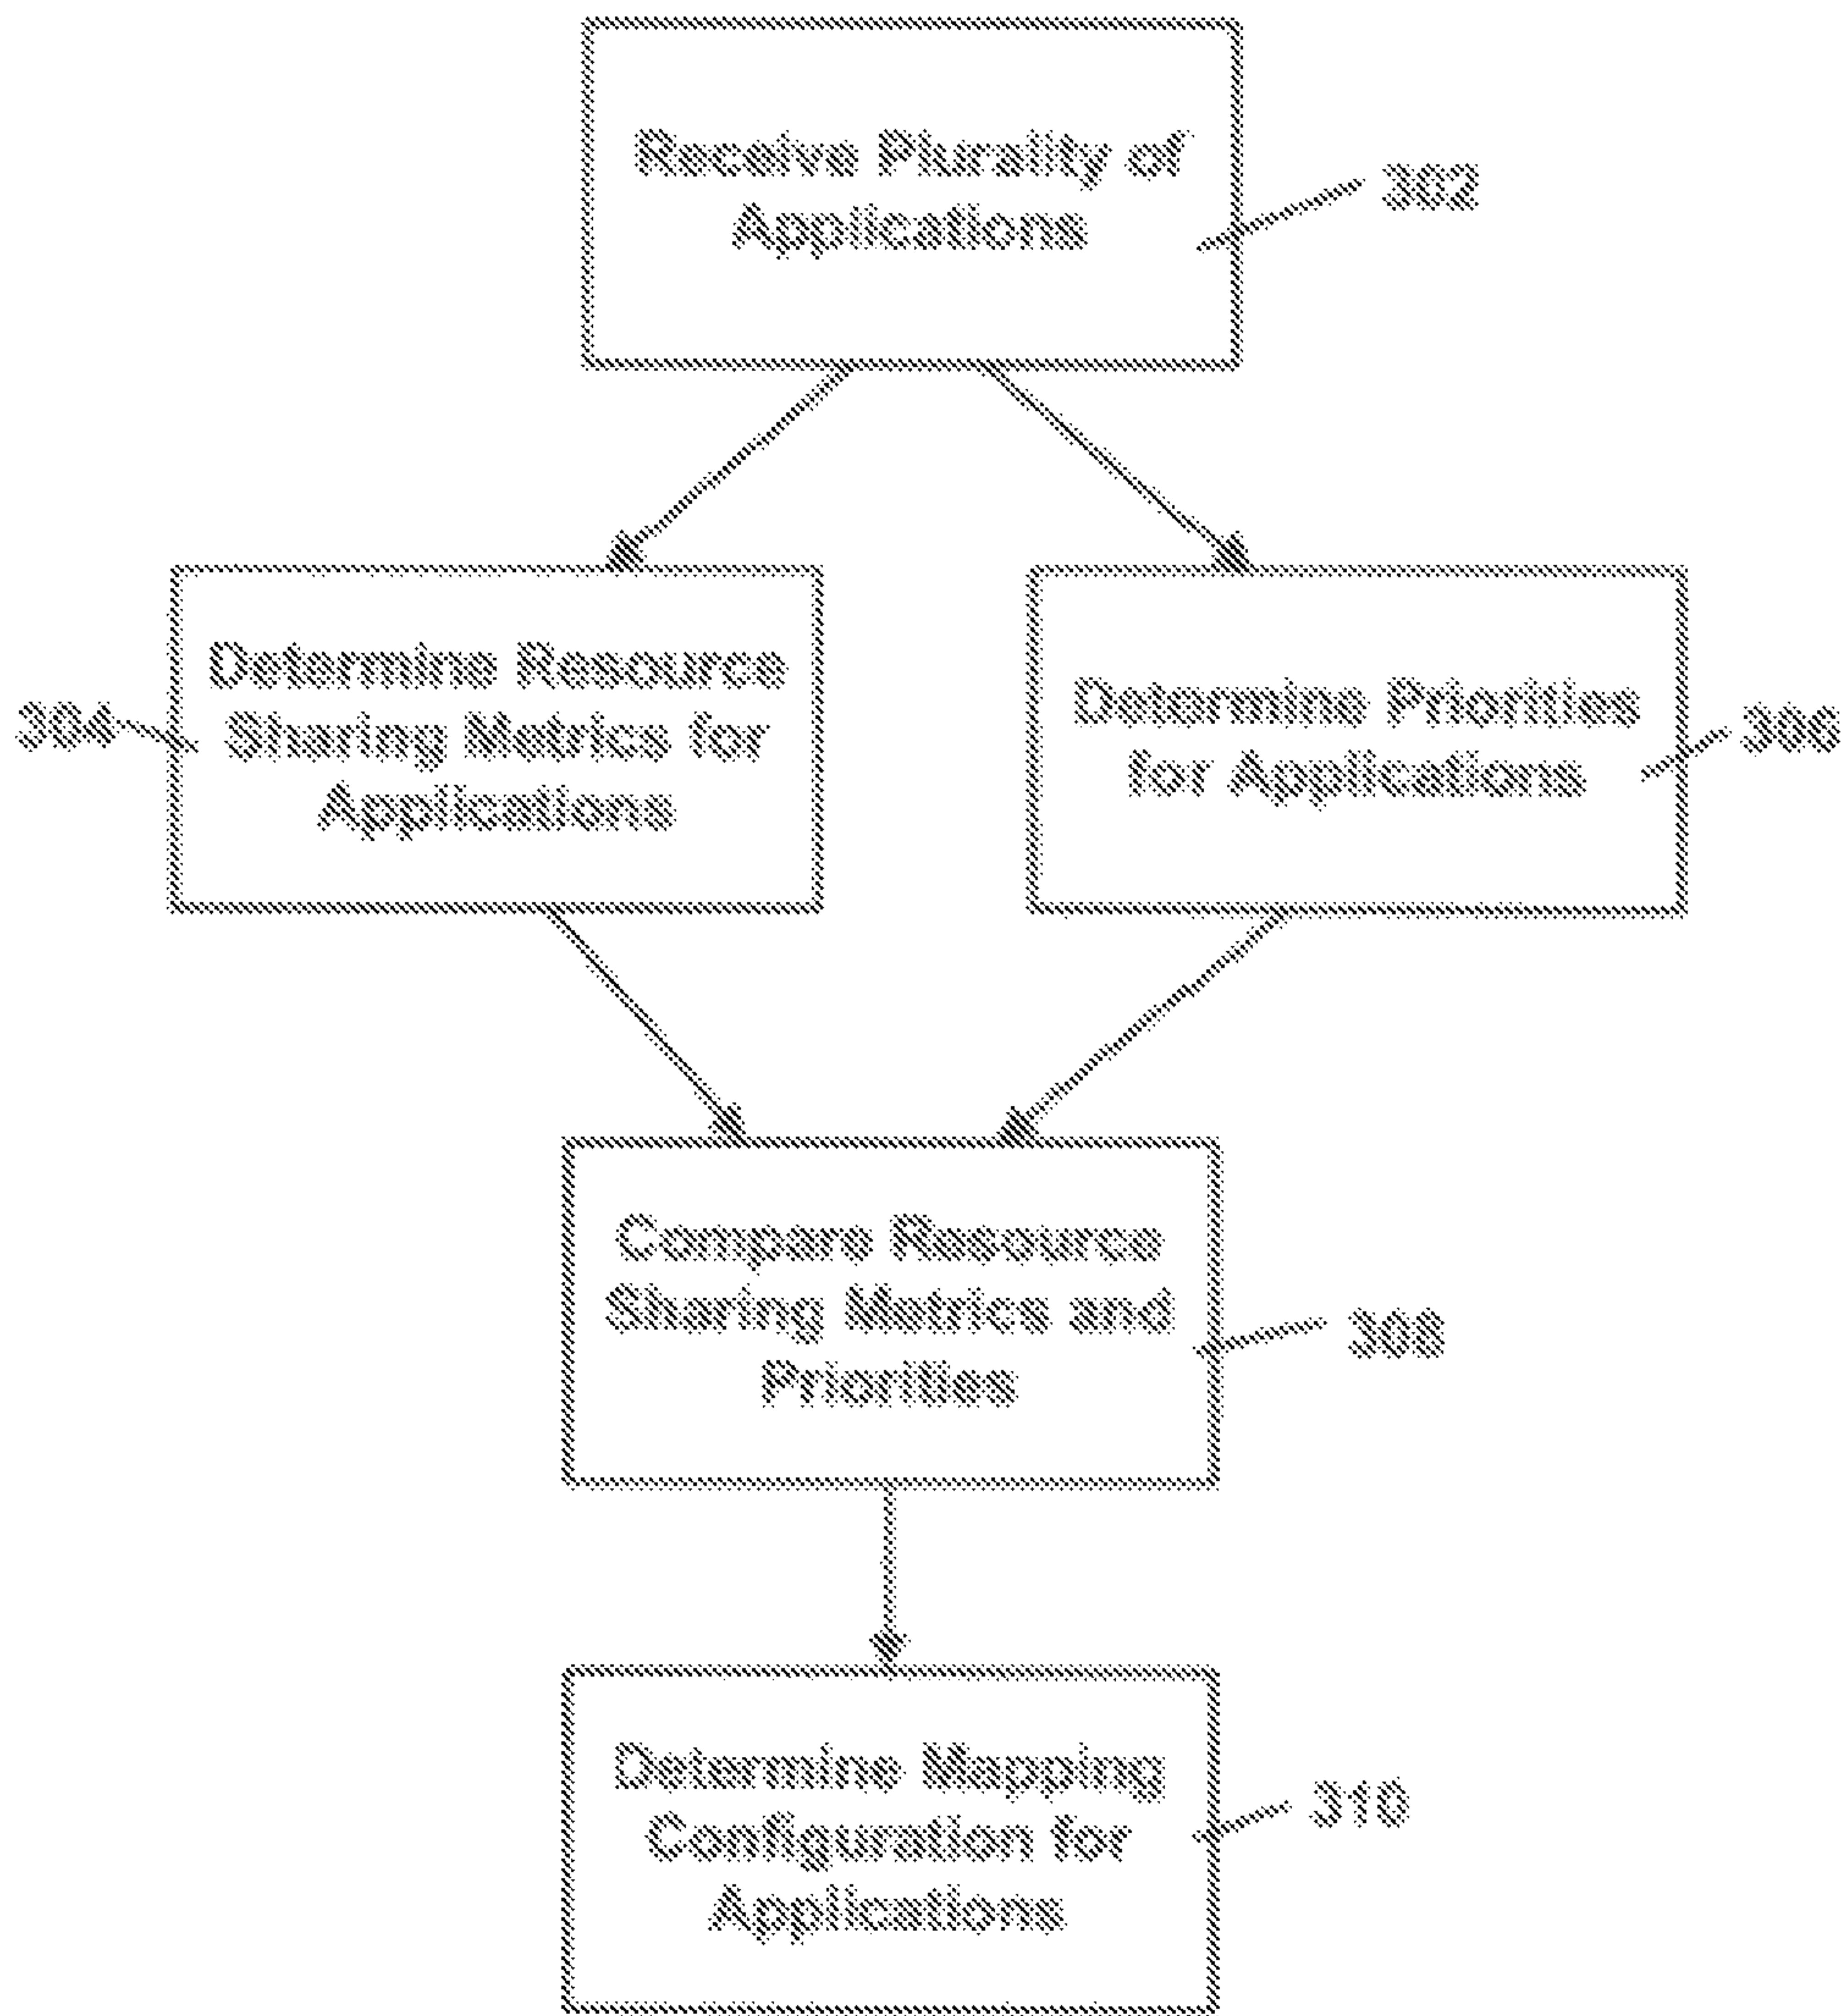 Receive Plurality of
Applications
302
Determine Resource
Sharing Metrics for
Applications
304
Determine Priorities
for Applications
306
Compare Resource
Sharing Metrics and
Priorities
308
Determine Mapping
Configuration for
Applications
310